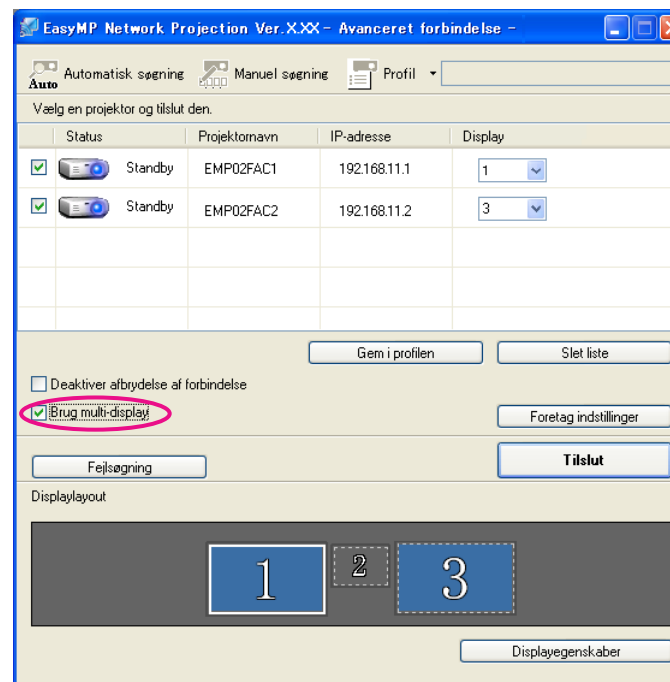 EasyMP Network Projection Ver.X.XX – Avanceret forbindelse –
Auto Automatisk søgning Manuel søgning Profil
Vælg en projektor og tilslut den.
Status Projektornavn IP-adresse Display
Standby EMP02FAC1 192.168.11.1 1
Standby EMP02FAC2 192.168.11.2 3
Gem i profilen Slet liste
Deaktiver afbrydelse af forbindelse
Brug multi-display
Foretag indstillinger
Fejlsøgning Tilslut
Displaylayout
1 2 3
Displayegenskaber